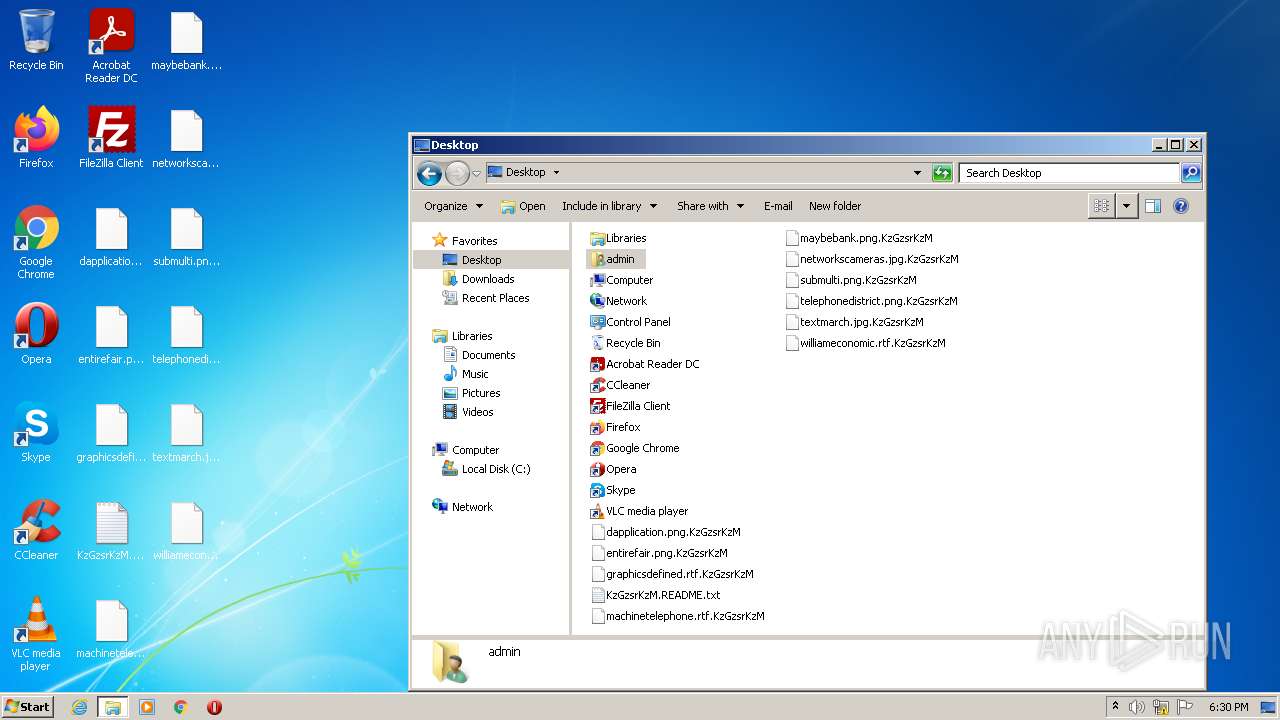 Recycle Bin
Acrobat
Reader DC
maybebank....
Firefox
FileZilla Client
networksca...
Google
Chrome
dapplicatio...
submulti.pn...
Opera
entirefair.p...
telephonedi...
Skype
graphicsdefi...
textmarch.j...
CCleaner
KzGzsrKzM....
williamecon...
VLC media
player
machinetele...
Desktop
Desktop
Search Desktop
Organize
Open
Include in library
Share with
E-mail
New folder
Favorites
Desktop
Downloads
Recent Places
Libraries
Documents
Music
Pictures
Videos
Computer
Local Disk (C:)
Network
Libraries
admin
Computer
Network
Control Panel
Recycle Bin
Acrobat Reader DC
CCleaner
FileZilla Client
Firefox
Google Chrome
Opera
Skype
VLC media player
dapplication.png.KzGzsrKzM
entirefair.png.KzGzsrKzM
graphicsdefined.rtf.KzGzsrKzM
KzGzsrKzM.README.txt
machinetelephone.rtf.KzGzsrKzM
maybebank.png.KzGzsrKzM
networkscameras.jpg.KzGzsrKzM
submulti.png.KzGzsrKzM
telephonedistrict.png.KzGzsrKzM
textmarch.jpg.KzGzsrKzM
williameconomic.rtf.KzGzsrKzM
admin
ANY RUN
Start
6:30 PM